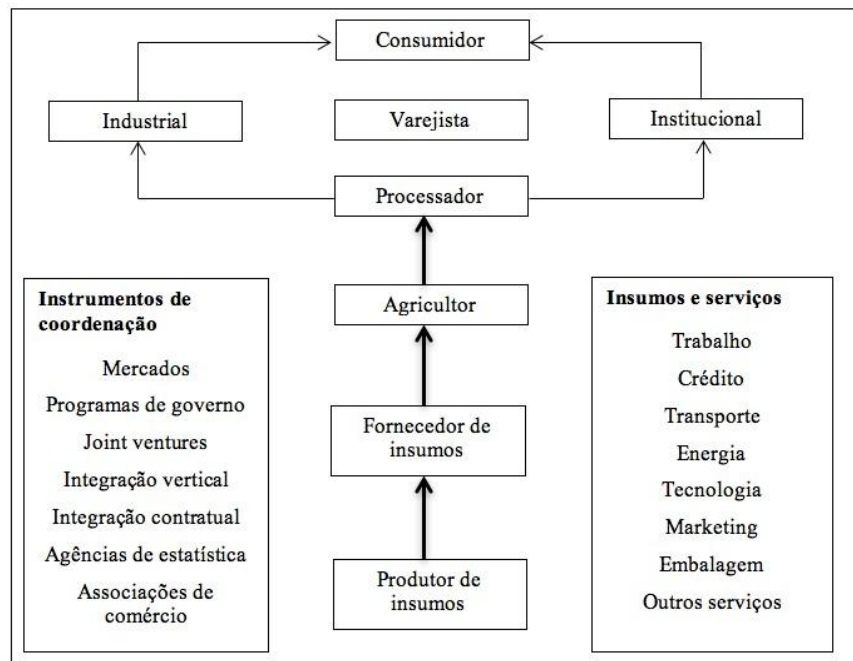 Consumidor
Industrial
Varejista
Institucional
Processador
Instrumentos de
coordenação
Mercados
Programas de governo
Joint ventures
Integração vertical
Integração contratual
Agências de estatística
Associações de
comércio
Agricultor
Fornecedor de
insumos
Produtor de
insumos
Insumos e serviços
Trabalho
Crédito
Transporte
Energia
Tecnologia
Marketing
Embalagem
Outros serviços